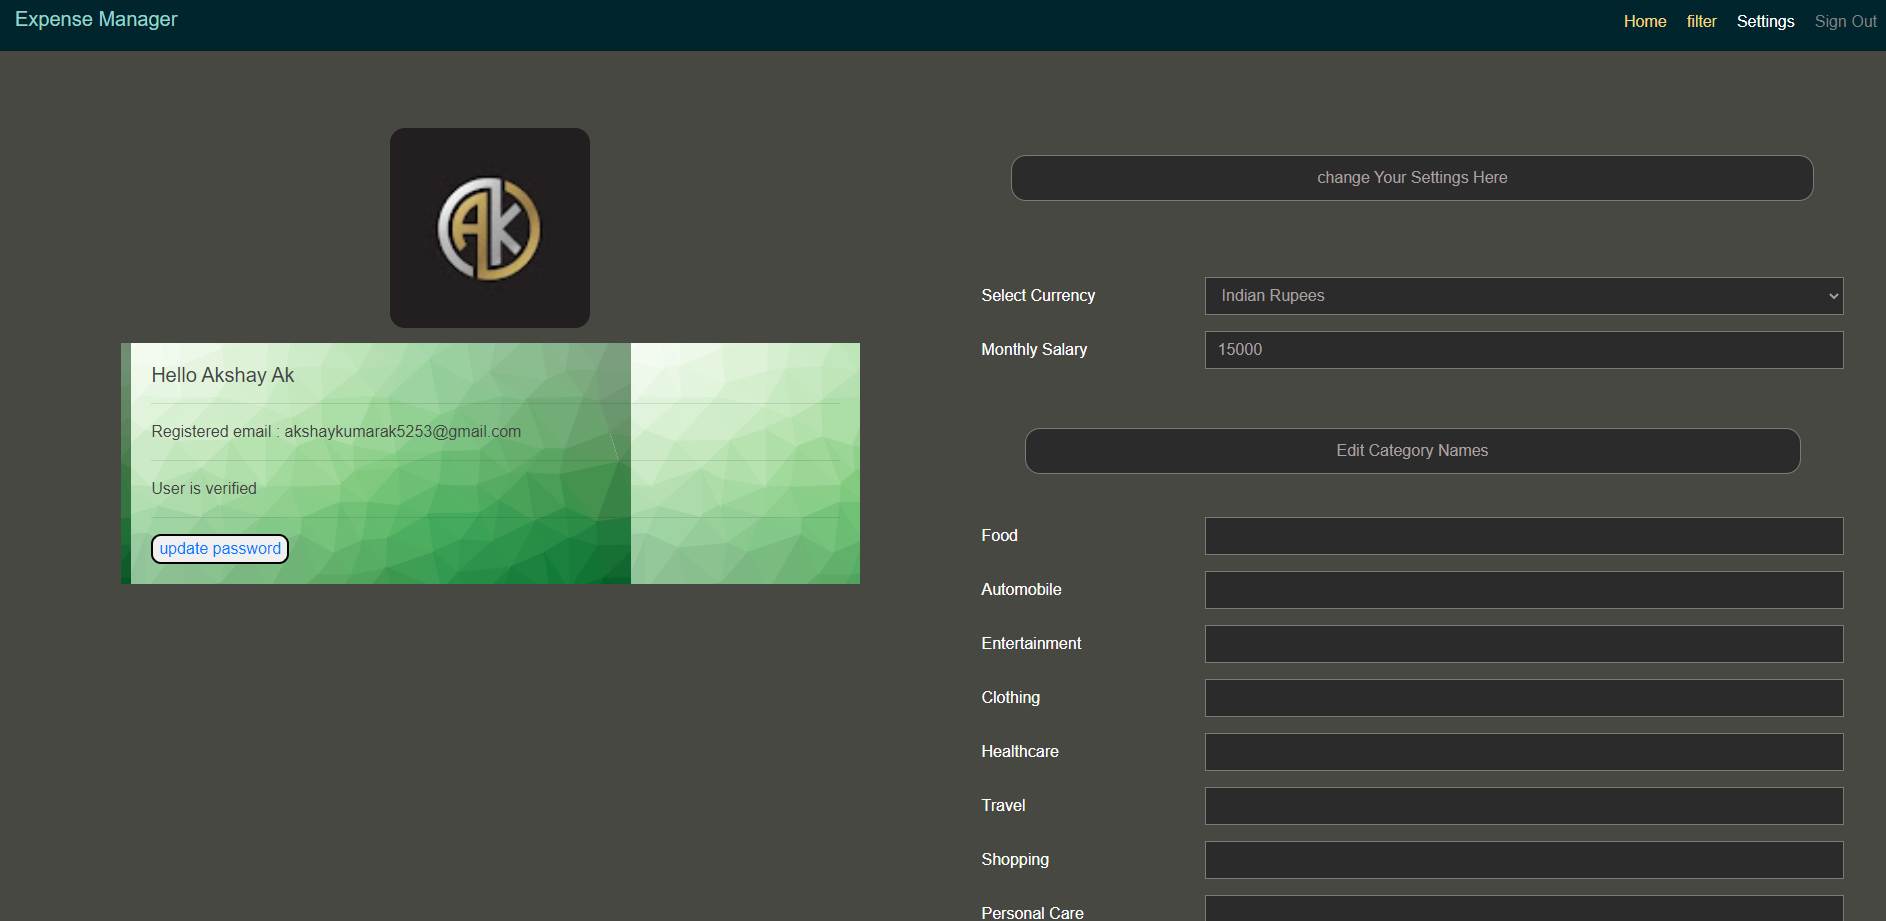 Expense Manager
Home filter Settings Sign Out
AK
Hello Akshay Ak
Registered email : akshaykumarak5253@gmail.com
User is verified
update password
change Your Settings Here
Select Currency Indian Rupees
Monthly Salary 15000
Edit Category Names
Food
Automobile
Entertainment
Clothing
Healthcare
Travel
Shopping
Personal Care